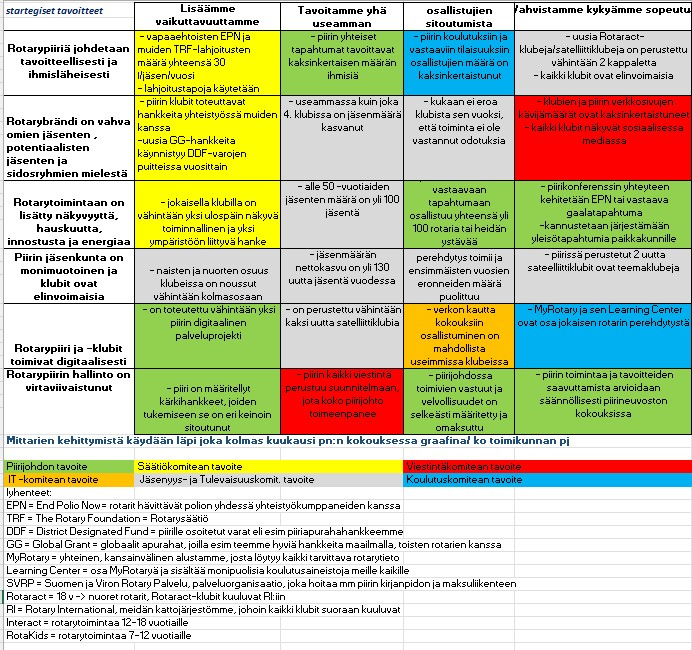 startegiset tavoitteet
Lisäämme
vaikuttavuuttamme
Tavoitamme yhä
useamman
osallistujien
sitoutumista
Vahvistamme kykyämme sopeutu
Rotarypiiriä johdetaan
tavoitteellisesti ja
ihmisläheisesti
- vapaaehtoisten EPN ja
muiden TRF-lahjoitusten
määrä yhteensä 30
l/jäsen/vuosi
- lahjoitustapoja käytetään
- piirin yhteiset
tapahtumat tavoittavat
kaksinkertaisen määrän
ihmisiä
- piirin koulutuksiin ja
vastaaviin tilaisuuksiin
osallistujien määrä on
kaksinkertaistunut
- uusia Rotaract-
klubeja/satelliittiklubeja on perustettu
vähintään 2 kappaletta
- kaikki klubit ovat elinvoimaisia
Rotarybrändi on vahva
omien jäsenten ,
potentiaalisten
jäsenten ja
sidosryhmien mielestä
- piirin klubit toteuttavat
hankkeita yhteistyössä muiden
kanssa
-uusia GG-hankkeita
käynnistyy DDF-varojen
puitteissa vuosittain
- useammassa kuin joka
4. klubissa on jäsenmäärä
kasvanut
- kukaan ei eroa
klubista sen vuoksi,
että toiminta ei ole
vastannut odotuksia
- klubien ja piirin verkkosivujen
kävijämäärät ovat kaksinkertaistuneet
- kaikki klubit näkyvät sosiaalisessa
mediassa
Rotarytoimintaan on
lisätty näkyvyyttä,
hauskuutta,
innostusta ja energiaa
- jokaisella klubilla on
vähintään yksi ulospäin näkyvä
toiminnallinen ja yksi
ympäristöön liittyvä hanke
- alle 50 -vuotiaiden
jäsenten määrä on yli 100
jäsentä
vastaavaan
tapahtumaan
osallistuu yhteensä yli
100 rotaria tai heidän
ystävää
- piirikonferenssin yhteyteen
kehitetään EPN tai vastaava
gaalatapahtuma
-kannustetaan järjestämään
yleisötapahtumia paikkakunnille
Piirin jäsenkunta on
monimuotoinen ja
klubit ovat
elinvoimaisia
- naisten ja nuorten osuus
klubeissa on noussut
vähintään kolmasosaan
- jäsenmäärän
nettokasvu on yli 130
uutta jäsentä vuodessa
perehdytys toimii ja
ensimmäisten vuosien
eronneiden määrä
puolittuu
- piirissä perustetut 2 uutta
sateelliittiklubit ovat teemaklubeja
Rotarypiiri ja -klubit
toimivat digitaalisesti
- on toteutettu vähintään yksi
piirin digitaalinen
palveluprojekti
- on perustettu vähintään
kaksi uutta satelliittiklubia
- verkon kautta
kokouksiin
osallistuminen on
mahdollista
useimmissa klubeissa
- MyRotary ja sen Learning Center
ovat osa jokaisen rotarin perehdytystä
Rotarypiirin hallinto on
virtaviivaistunut
- piiri on määritellyt
kärkihankkeet, joiden
tukemiseen se on eri keinoin
sitoutunut
- piirin kaikki viestintä
perustuu suunnitelmaan,
jota koko piirijohto
toimeenpanee
- piirijohdossa
toimivien vastuut ja
velvollisuudet on
selkeästi määritetty ja
omaksuttu
- piirin toimintaa ja tavoitteiden
saavuttamista arvioidaan
säännöllisesti piirineuvoston
kokouksissa
Mittarien kehittymistä käydään läpi joka kolmas kuukausi pn:n kokouksessa graafina/ ko toimikunnan pj
Piirijohdon tavoite
Säätiökomitean tavoite
Viestintäkomitean tavoite
IT -komitean tavoite
Jäsenyys- ja Tulevaisuuskomit. tavoite
Koulutuskomitean tavoite
lyhenteet:
EPN = End Polio Now= rotarit hävittävät polion yhdessä yhteistyökumppaneiden kanssa
TRF = The Rotary Foundation = Rotarysäätiö
DDF = District Designated Fund = piirille osoitetut varat eli esim piiriapurahahankkeemme
GG = Global Grant = globaalit apurahat, joilla esim teemme hyviä hankkeita maailmalla, toisten rotarien kanssa
MyRotary= yhteinen, kansainvälinen alustamme, josta löytyy kaikki tarvittava rotarytieto
Learning Center = osa MyRotaryä ja sisältää monipuolisia koulutusaineistoja meille kaikille
SVRP = Suomen ja Viron Rotary Palvelu, palveluorganisaatio, joka hoitaa mm piirin kirjanpidon ja maksuliikenteen
Rotaract = 18 v -> nuoret rotarit, Rotaract-klubit kuuluvat RI:iin
RI = Rotary International, meidän kattojärjestömme, johoin kaikki klubit suoraan kuuluvat
Interact = rotarytoimintaa 12-18 vuotiaille
RotaKids = rotarytoimintaa 7-12 vuotiaille